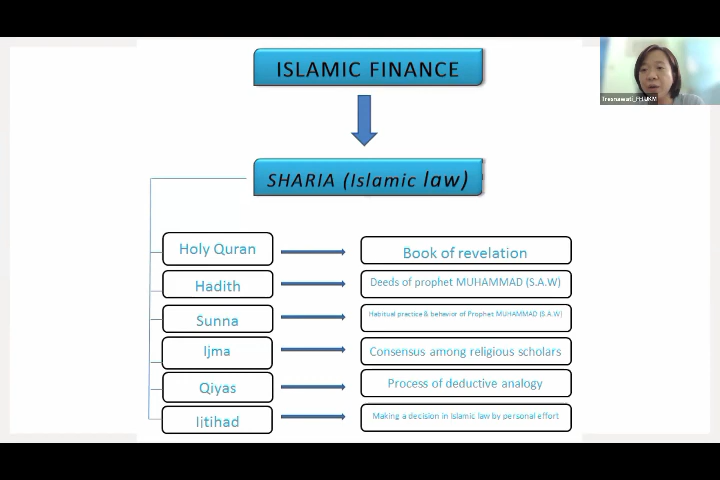 ISLAMIC FINANCE
SHARIA (Islamic law)
Holy Quran
Book of revelation
Hadith
Deeds of prophet MUHAMMAD (S.A.W)
Sunna
Habitual practice & behavior of Prophet MUHAMMAD (S.A.W)
Ijma
Consensus among religious scholars
Qiyas
Process of deductive analogy
Ijtihad
Making a decision in Islamic law by personal effort